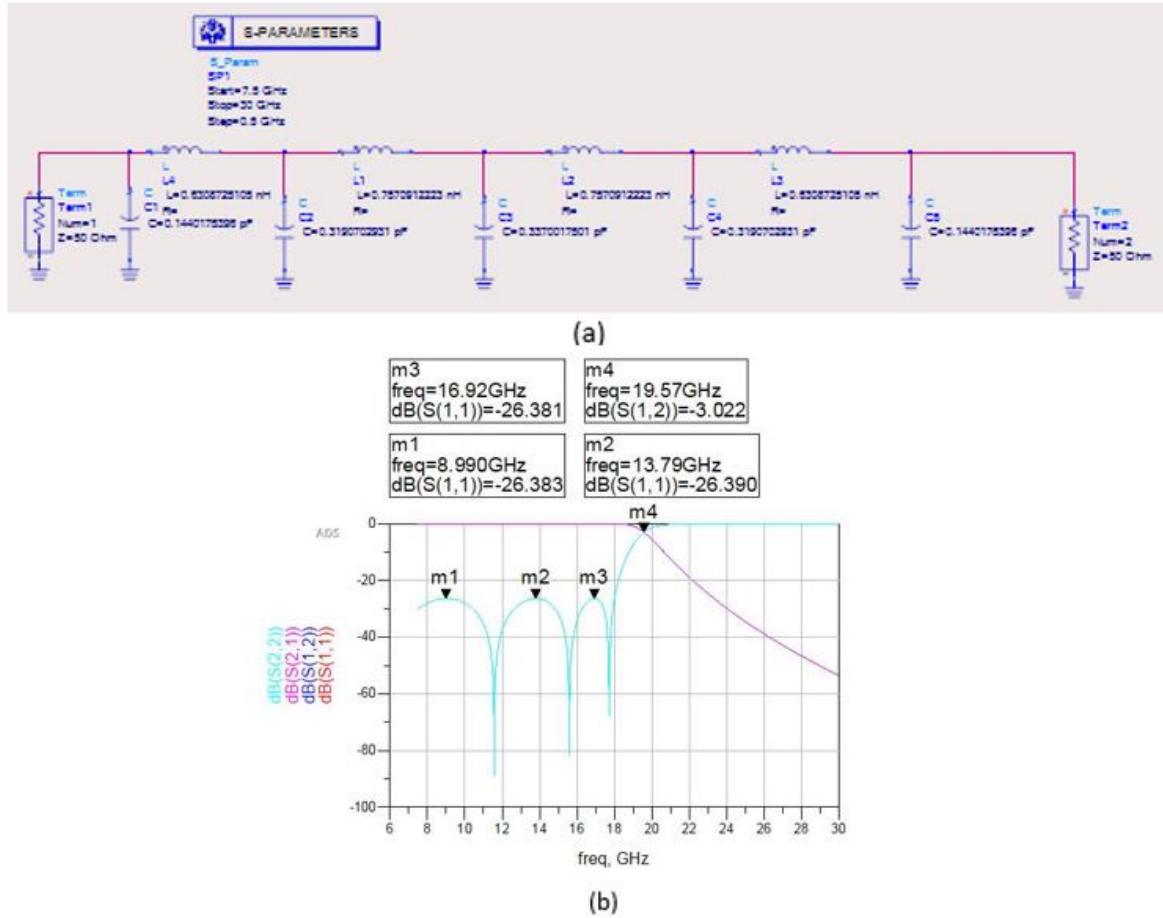 S-PARAMETERS
S_Param
SP1
Start=7.5 GHz
Stop=30 GHz
Step=0.5 GHz
Term
Term1
Num=1
Z=50 Ohm
C
C1
C=0.1440175396 pF
L
L4
L=0.6306725105 nH
R=
C
C2
C=0.3190702931 pF
L
L1
L=0.7570912223 nH
R=
C
C3
C=0.3370017501 pF
L
L2
L=0.7570912223 nH
R=
C
C4
C=0.3190702931 pF
L
L3
L=0.6306725105 nH
R=
C
C5
C=0.1440175396 pF
Term
Term2
Num=2
Z=50 Ohm
(a)
m3
freq=16.92GHz
dB(S(1,1))=-26.381
m4
freq=19.57GHz
dB(S(1,2))=-3.022
m1
freq=8.990GHz
dB(S(1,1))=-26.383
m2
freq=13.79GHz
dB(S(1,1))=-26.390
ADS
m1
m2
m3
m4
0
-20
-40
-60
-80
-100
dB(S(2,2))
dB(S(2,1))
dB(S(1,2))
dB(S(1,1))
6 8 10 12 14 16 18 20 22 24 26 28 30
freq, GHz
(b)